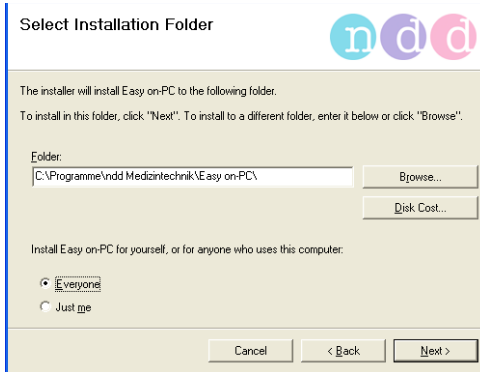 Select Installation Folder
ndd
The installer will install Easy on-PC to the following folder.
To install in this folder, click "Next". To install to a different folder, enter it below or click "Browse".
Folder:
C:\Programme\ndd Medizintechnik\Easy on-PC\
Browse...
Disk Cost...
Install Easy on-PC for yourself, or for anyone who uses this computer:
Everyone
Just me
Cancel
< Back
Next >